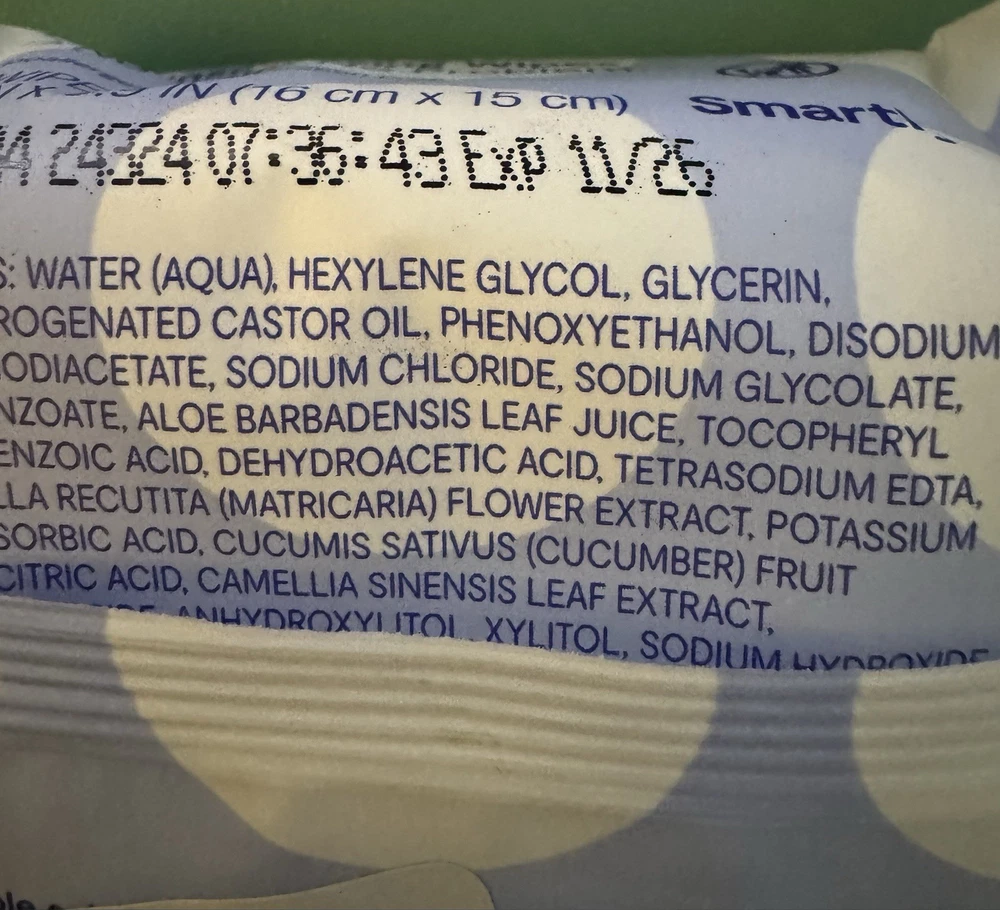 IN (16 cm x 15 cm)
Smart
24324 07:36:43 Exp 11/26
S: WATER (AQUA), HEXYLENE GLYCOL, GLYCERIN,
ROGENATED CASTOR OIL, PHENOXYETHANOL, DISODIUM
ODIACETATE, SODIUM CHLORIDE, SODIUM GLYCOLATE,
NZOATE, ALOE BARBADENSIS LEAF JUICE, TOCOPHERYL
ENZOIC ACID, DEHYDROACETIC ACID, TETRASODIUM EDTA,
LLA RECUTITA (MATRICARIA) FLOWER EXTRACT, POTASSIUM
SORBIC ACID, CUCUMIS SATIVUS (CUCUMBER) FRUIT
CITRIC ACID, CAMELLIA SINENSIS LEAF EXTRACT,
ANHYDROXYLITOL, XYLITOL, SODIUM HYDROXIDE